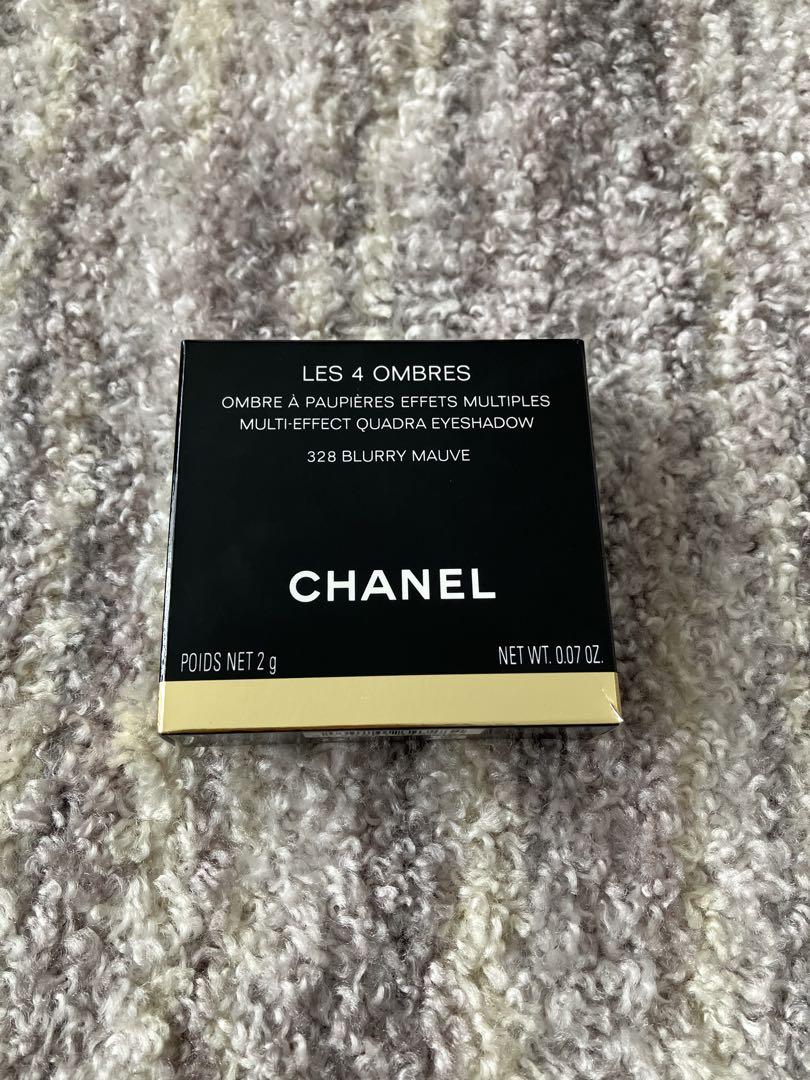 LES 4 OMBRES
OMBRE À PAUPIÈRES EFFETS MULTIPLES
MULTI-EFFECT QUADRA EYESHADOW
328 BLURRY MAUVE
CHANEL
POIDS NET 2 g
NET WT. 0.07 OZ.